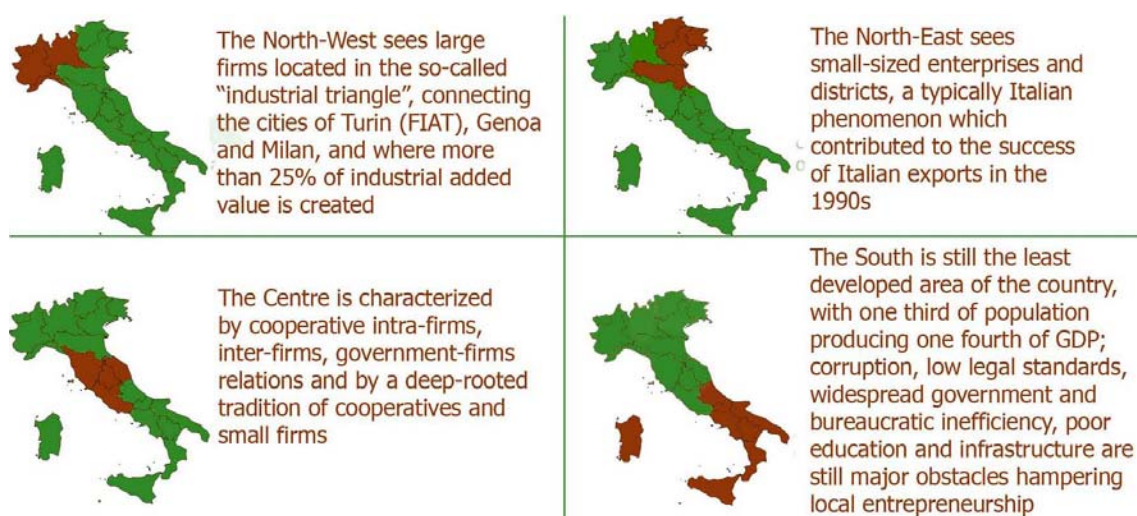 The North-West sees large
firms located in the so-called
“industrial triangle”, connecting
the cities of Turin (FIAT), Genoa
and Milan, and where more
than 25% of industrial added
value is created
The North-East sees
small-sized enterprises and
districts, a typically Italian
phenomenon which
contributed to the success
of Italian exports in the
1990s
The Centre is characterized
by cooperative intra-firms,
inter-firms, government-firms
relations and by a deep-rooted
tradition of cooperatives and
small firms
The South is still the least
developed area of the country,
with one third of population
producing one fourth of GDP;
corruption, low legal standards,
widespread government and
bureaucratic inefficiency, poor
education and infrastructure are
still major obstacles hampering
local entrepreneurship